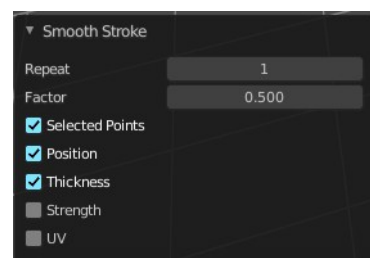 Smooth Stroke
Repeat 1
Factor 0.500
Selected Points
Position
Thickness
Strength
UV